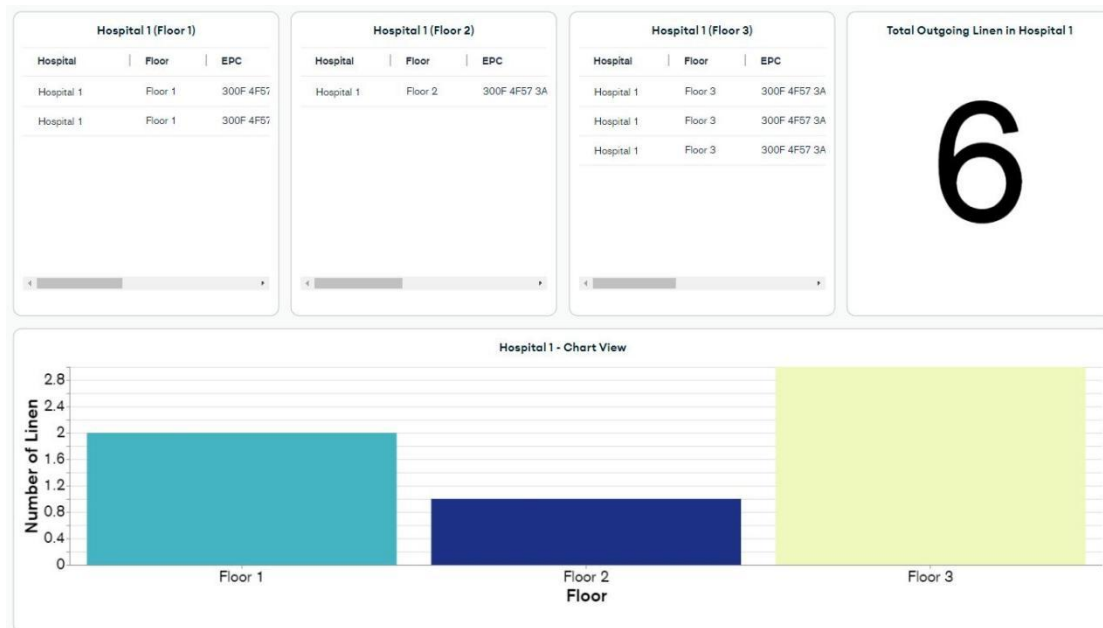 Hospital 1 (Floor 1)
Hospital Floor EPC
Hospital 1 Floor 1 300F 4F57
Hospital 1 Floor 1 300F 4F57
Hospital 1 (Floor 2)
Hospital Floor EPC
Hospital 1 Floor 2 300F 4F57 3A
Hospital 1 (Floor 3)
Hospital Floor EPC
Hospital 1 Floor 3 300F 4F57 3A
Hospital 1 Floor 3 300F 4F57 3A
Hospital 1 Floor 3 300F 4F57 3A
Total Outgoing Linen in Hospital 1
6
Hospital 1 - Chart View
Number of Linen
2.8
2.4
2
1.6
1.2
0.8
0.4
0
Floor 1 Floor 2 Floor 3
Floor